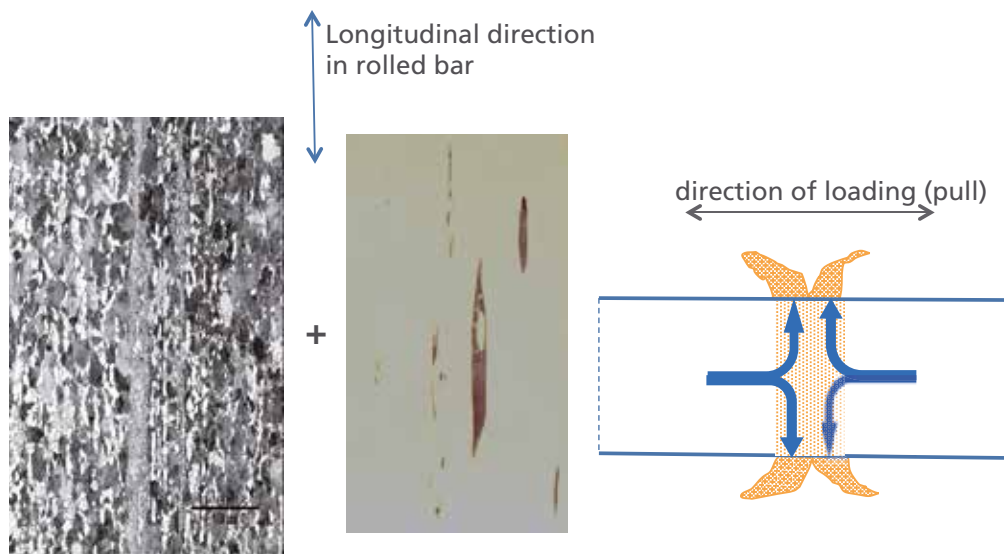 Longitudinal direction
in rolled bar
+
direction of loading (pull)